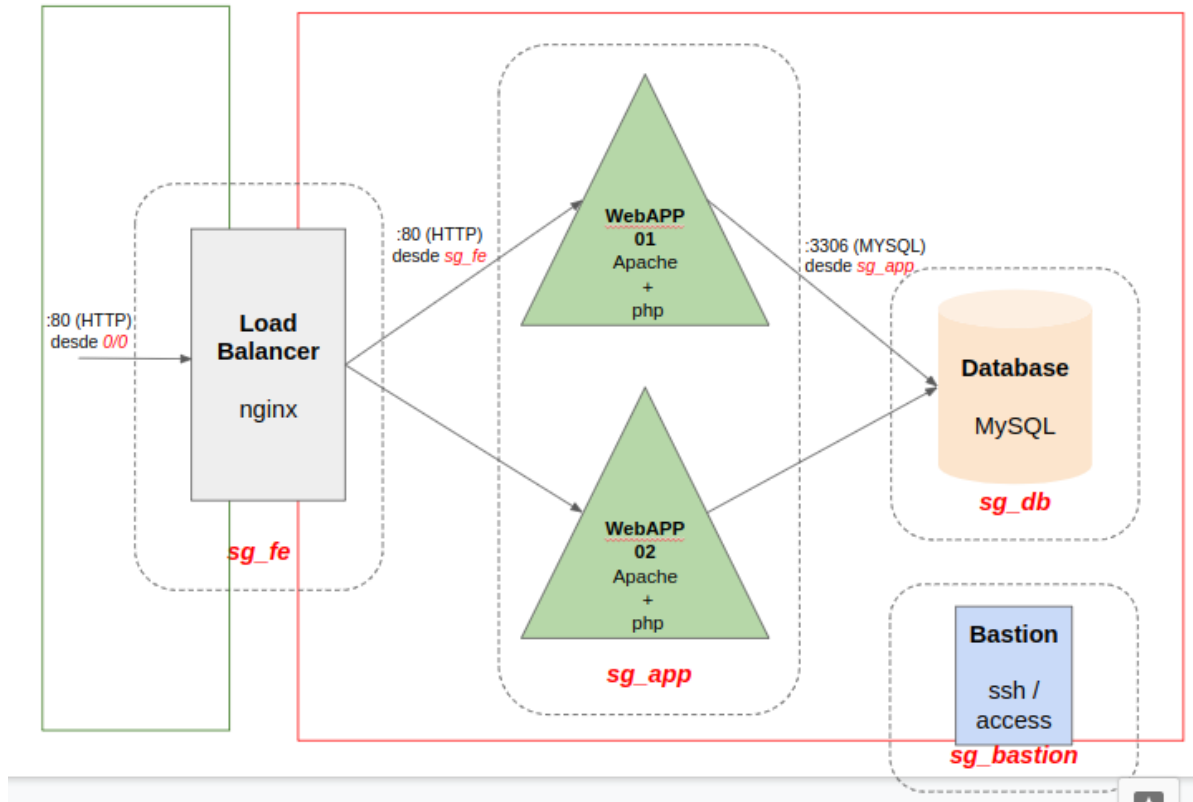 :80 (HTTP)
desde 0/0
Load
Balancer
nginx
sg_fe
:80 (HTTP)
desde sg_fe
WebAPP
01
Apache
+
php
WebAPP
02
Apache
+
php
sg_app
:3306 (MYSQL)
desde sg_app
Database
MySQL
sg_db
Bastion
ssh /
access
sg_bastion